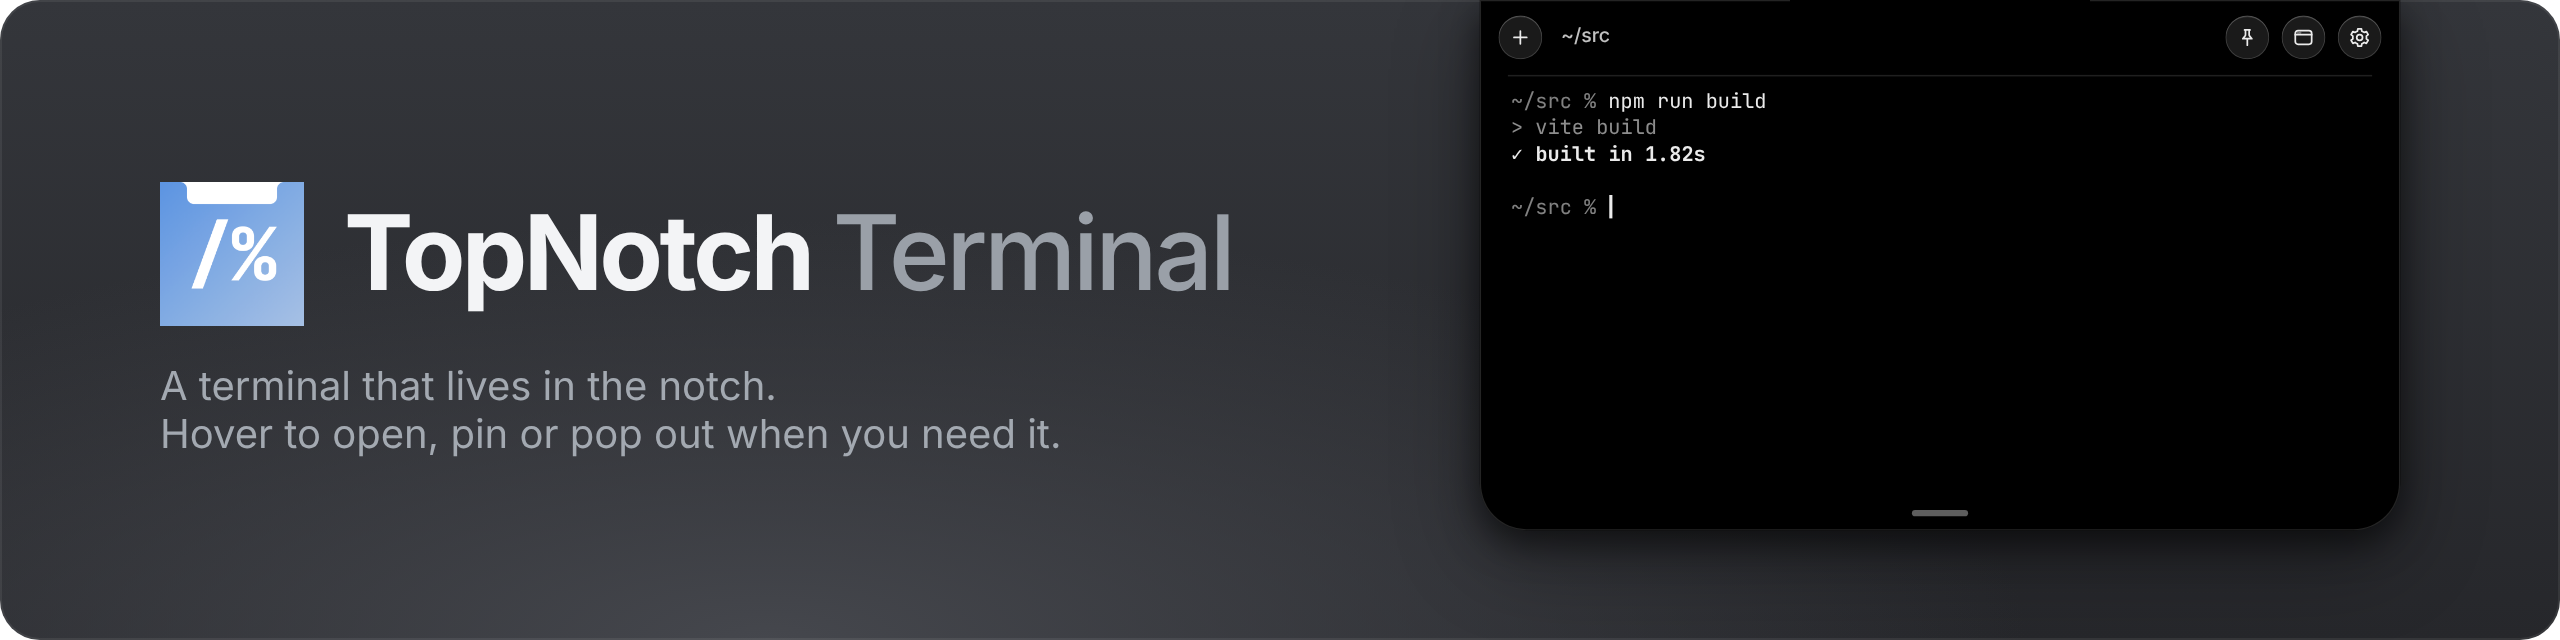 /%
TopNotch Terminal
A terminal that lives in the notch.
Hover to open, pin or pop out when you need it.
~/src
~/src % npm run build
> vite build
✓ built in 1.82s
~/src %